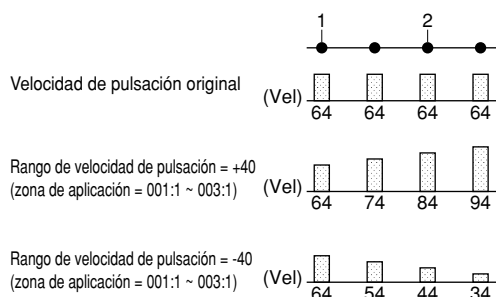 1 2
Velocidad de pulsación original
(Vel)
64 64 64 64
Rango de velocidad de pulsación = +40
(zona de aplicación = 001:1 ~ 003:1)
(Vel)
64 74 84 94
Rango de velocidad de pulsación = -40
(zona de aplicación = 001:1 ~ 003:1)
(Vel)
64 54 44 34